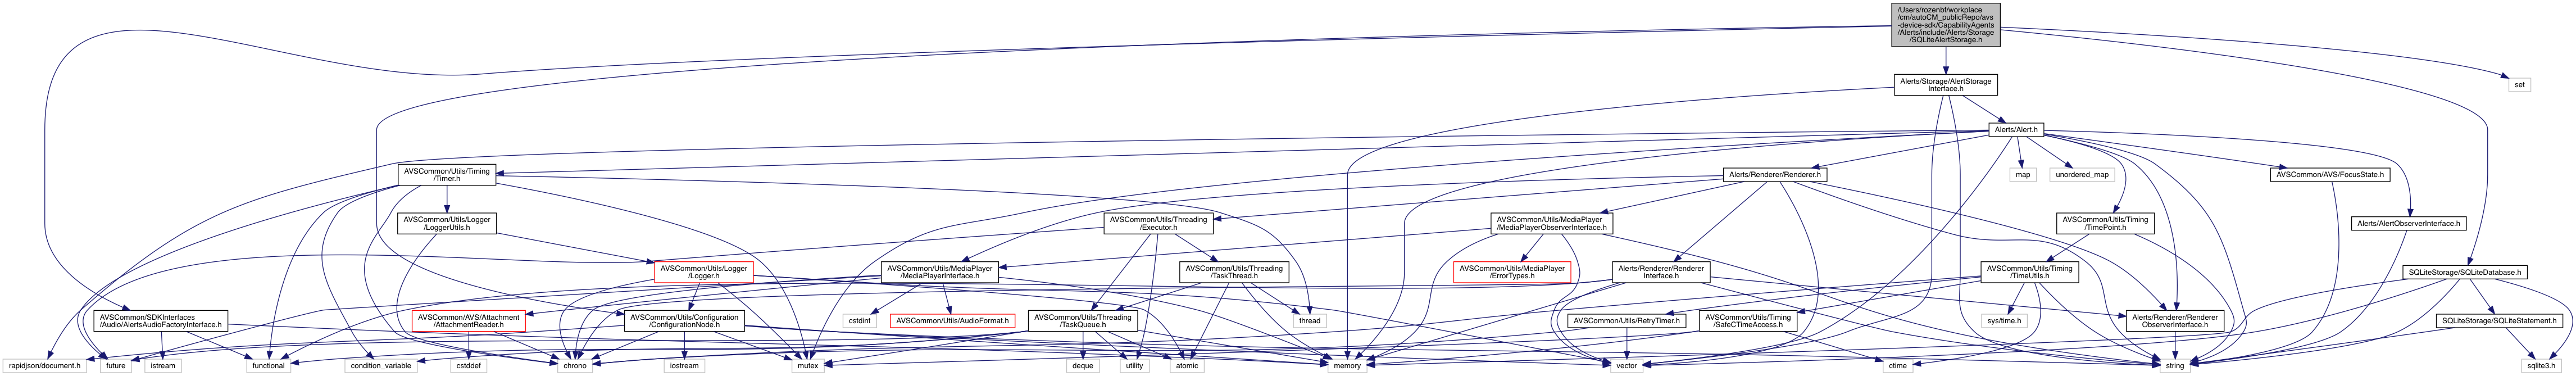 /Users/rozenbf/workplace
/cm/autoCM_publicRepo/avs
-device-sdk/CapabilityAgents
/Alerts/include/Alerts/Storage
/SQLiteAlertStorage.h
Alerts/Storage/AlertStorage
Interface.h
set
Alerts/Alert.h
AVSCommon/Utils/Timing
/Timer.h
Alerts/Renderer/Renderer.h
map
unordered_map
AVSCommon/AVS/FocusState.h
AVSCommon/Utils/Logger
/LoggerUtils.h
AVSCommon/Utils/Threading
/Executor.h
AVSCommon/Utils/MediaPlayer
/MediaPlayerObserverInterface.h
AVSCommon/Utils/Timing
/TimePoint.h
Alerts/AlertObserverInterface.h
AVSCommon/Utils/Logger
/Logger.h
AVSCommon/Utils/MediaPlayer
/MediaPlayerInterface.h
AVSCommon/Utils/Threading
/TaskThread.h
AVSCommon/Utils/MediaPlayer
/ErrorTypes.h
Alerts/Renderer/Renderer
Interface.h
AVSCommon/Utils/Timing
/TimeUtils.h
SQLiteStorage/SQLiteDatabase.h
AVSCommon/SDKInterfaces
/Audio/AlertsAudioFactoryInterface.h
AVSCommon/AVS/Attachment
/AttachmentReader.h
AVSCommon/Utils/Configuration
/ConfigurationNode.h
cstdint
AVSCommon/Utils/AudioFormat.h
AVSCommon/Utils/Threading
/TaskQueue.h
thread
AVSCommon/Utils/RetryTimer.h
AVSCommon/Utils/Timing
/SafeCTimeAccess.h
sys/time.h
Alerts/Renderer/Renderer
ObserverInterface.h
SQLiteStorage/SQLiteStatement.h
rapidjson/document.h
future
istream
functional
condition_variable
cstddef
chrono
iostream
mutex
deque
utility
atomic
memory
vector
ctime
string
sqlite3.h